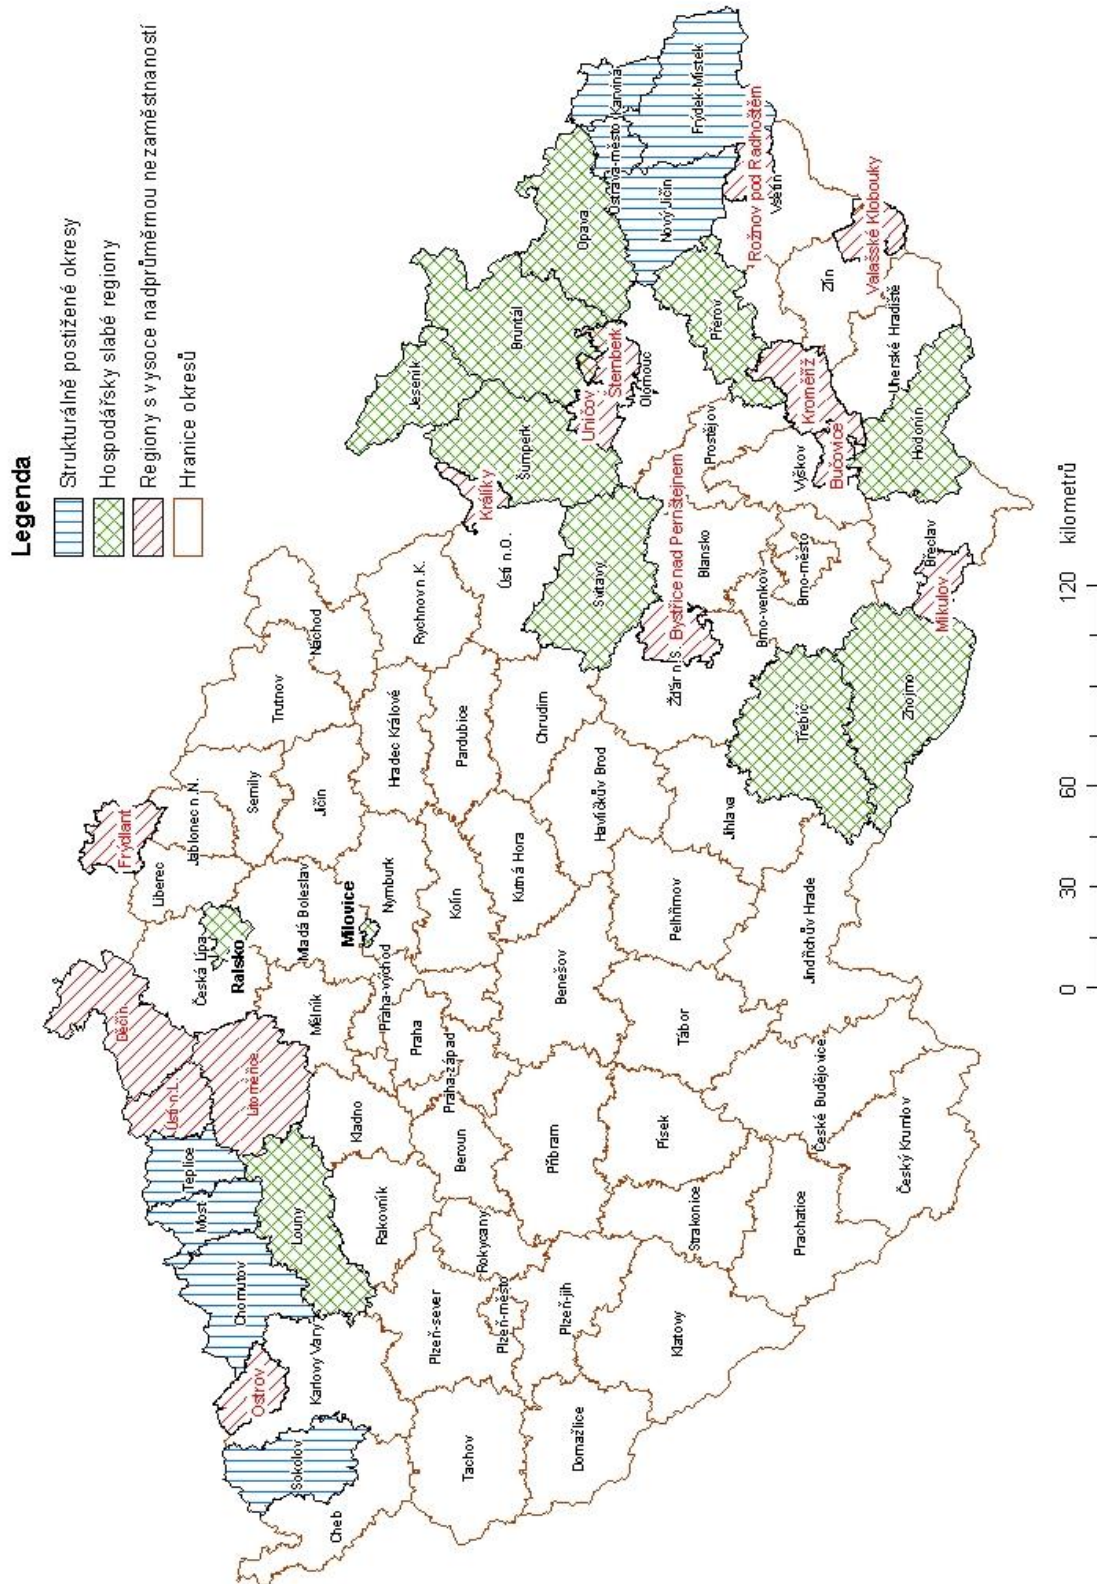 Legenda
Strukturálně postižené okresy
Hospodářsky slabé regiony
Regiony s vysoce nadprůměrnou nezaměstnaností
Hranice okresů
Frýdlant
Liberec
Jablonec n.N.
Semily
Trutnov
Náchod
Jičín
Děčín
Česká Lípa
Ralsko
Ústí n.L.
Litoměřice
Teplice
Most
Chomutov
Louny
Ostrov
Karlovy Vary
Sokolov
Cheb
Mladá Boleslav
Milovice
Nymburk
Mělník
Praha-východ
Praha
Praha-západ
Kladno
Rakovník
Beroun
Rokycany
Plzeň-sever
Plzeň-město
Plzeň-jih
Tachov
Domažlice
Klatovy
Hradec Králové
Rychnov n.K.
Pardubice
Kolín
Kutná Hora
Chrudim
Ústí n.O.
Králíky
Svitavy
Havlíčkův Brod
Benešov
Příbram
Písek
Tábor
Pelhřimov
Jihlava
Strakonice
Prachatice
České Budějovice
Český Krumlov
Jindřichův Hradec
Žďár n.S.
Bystřice nad Pernštejnem
Třebíč
Znojmo
Mikulov
Břeclav
Brno-venkov
Brno-město
Blansko
Vyškov
Bučovice
Prostějov
Hodonín
Kroměříž
Uherské Hradiště
Zlín
Valašské Klobouky
Vsetín
Rožnov pod Radhoštěm
Přerov
Olomouc
Šternberk
Uničov
Šumperk
Jeseník
Bruntál
Opava
Ostrava-město
Karviná
Nový Jičín
Frýdek-Místek
0
30
60
120
kilometrů